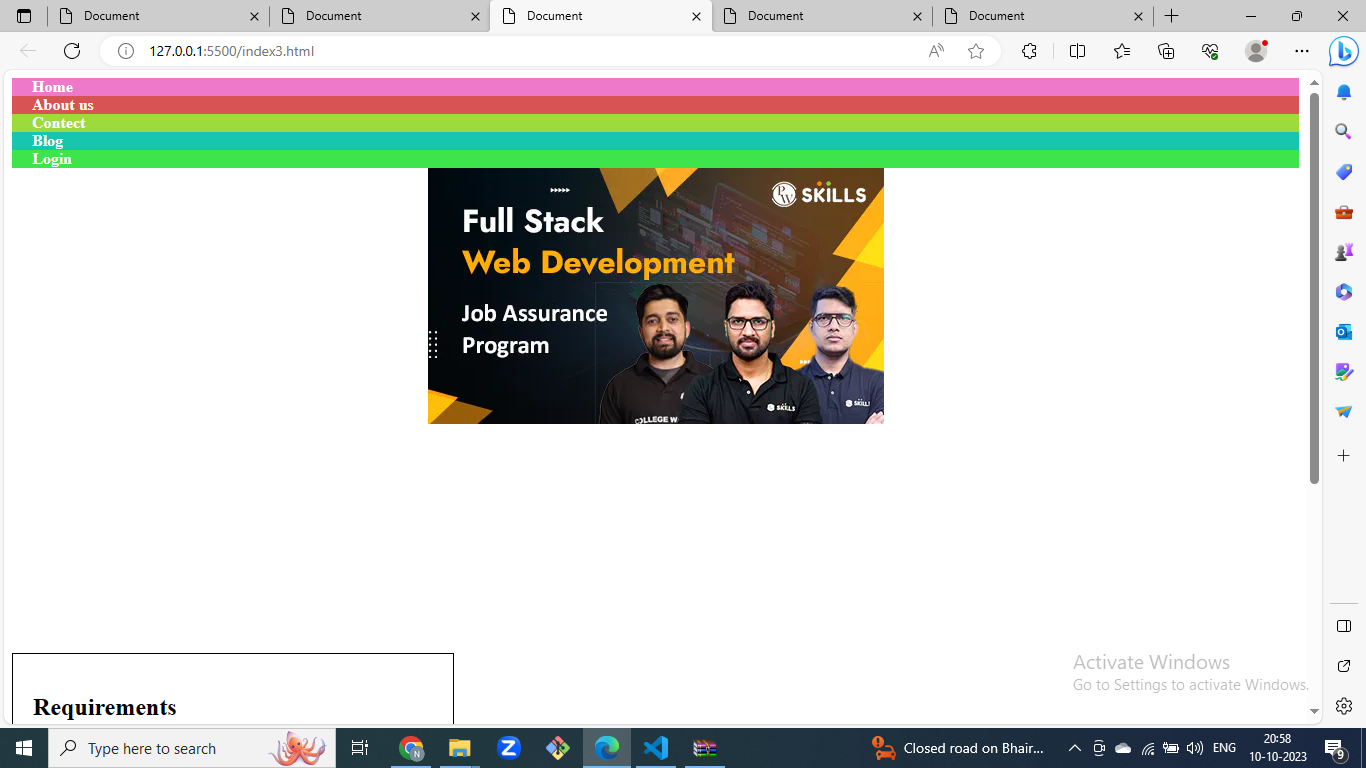 Document
Document
Document
Document
Document
127.0.0.1:5500/index3.html
Home
About us
Contect
Blog
Login
PW SKILLS
Full Stack
Web Development
Job Assurance
Program
COLLEGE W
SKILLS
SKILL
Requirements
Activate Windows
Go to Settings to activate Windows.
Type here to search
Closed road on Bhair...
ENG
20:58
10-10-2023
9